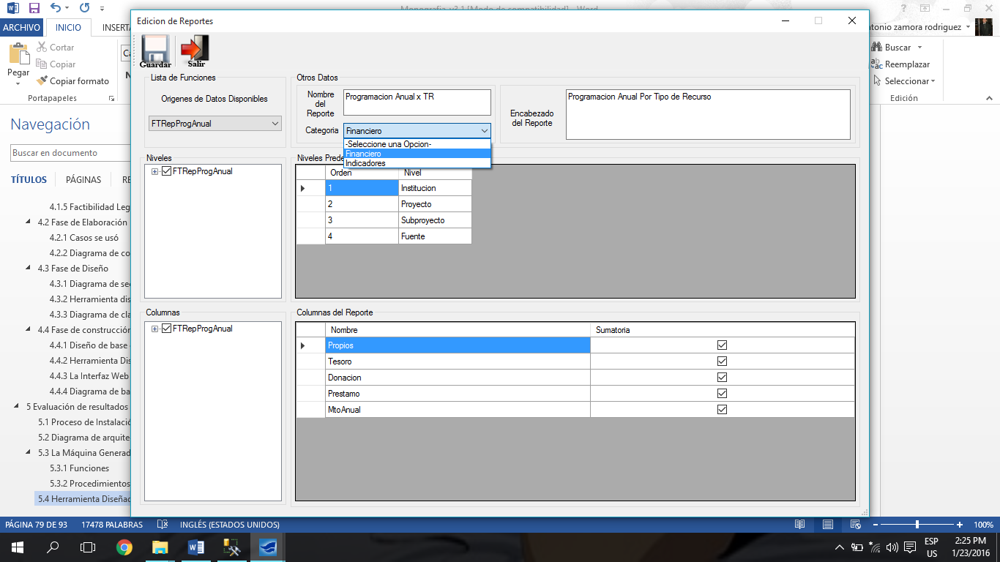 Monografia v3.1 [Modo de compatibilidad] - Word
ARCHIVO
INICIO
INSERTA
antonio zamora rodriguez
Pegar
Cortar
Copiar
Copiar formato
Portapapeles
Ca
N
Buscar
Reemplazar
Seleccionar
Edición
Navegación
Buscar en documento
TÍTULOS
PÁGINAS
RE
4.1.5 Factibilidad Leg
4.2 Fase de Elaboración
4.2.1 Casos se usó
4.2.2 Diagrama de co
4.3 Fase de Diseño
4.3.1 Diagrama de sec
4.3.2 Herramienta dis
4.3.3 Diagrama de cla
4.4 Fase de construcción
4.4.1 Diseño de base
4.4.2 Herramienta Dis
4.4.3 La Interfaz Web
4.4.4 Diagrama de ba
5 Evaluación de resultados
5.1 Proceso de Instalació
5.2 Diagrama de arquite
5.3 La Máquina Generad
5.3.1 Funciones
5.3.2 Procedimientos
5.4 Herramienta Diseñad
Edicion de Reportes
Guardar
Salir
Lista de Funciones
Origenes de Datos Disponibles
FTRepProgAnual
Otros Datos
Nombre
del
Reporte
Programacion Anual x TR
Categoria
Financiero
-Seleccione una Opcion-
Financiero
Indicadores
Encabezado
del Reporte
Programacion Anual Por Tipo de Recurso
Niveles
FTRepProgAnual
Niveles Prede
Orden Nivel
1 Institucion
2 Proyecto
3 Subproyecto
4 Fuente
Columnas
FTRepProgAnual
Columnas del Reporte
Nombre Sumatoria
Propios
Tesoro
Donacion
Prestamo
MtoAnual
PÁGINA 79 DE 93 17478 PALABRAS INGLÉS (ESTADOS UNIDOS)
100%
ESP
US
2:25 PM
1/23/2016